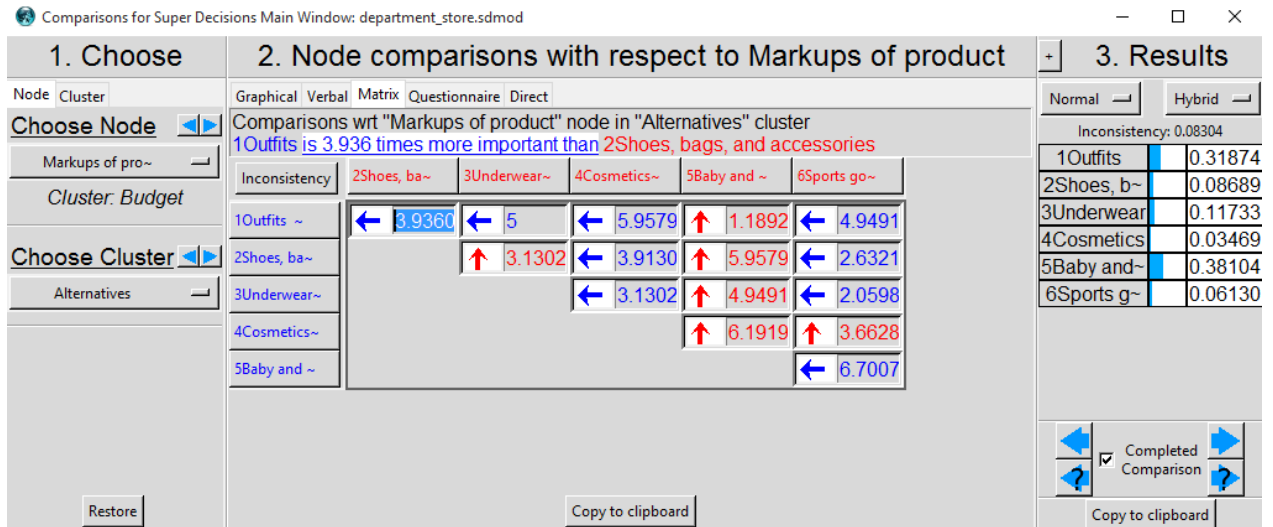 Comparisons for Super Decisions Main Window: department_store.sdmod
1. Choose
Node Cluster
Choose Node
Markups of pro~
Cluster: Budget
Choose Cluster
Alternatives
Restore
2. Node comparisons with respect to Markups of product
Graphical Verbal Matrix Questionnaire Direct
Comparisons wrt "Markups of product" node in "Alternatives" cluster
1Outfits is 3.936 times more important than 2Shoes, bags, and accessories
Inconsistency 2Shoes, ba~ 3Underwear~ 4Cosmetics~ 5Baby and ~ 6Sports go~
1Outfits ~ 3.9360 5 5.9579 1.1892 4.9491
2Shoes, ba~ 3.1302 3.9130 5.9579 2.6321
3Underwear~ 3.1302 4.9491 2.0598
4Cosmetics~ 6.1919 3.6628
5Baby and ~ 6.7007
Copy to clipboard
+ 3. Results
Normal Hybrid
Inconsistency: 0.08304
1Outfits 0.31874
2Shoes, b~ 0.08689
3Underwear 0.11733
4Cosmetics 0.03469
5Baby and~ 0.38104
6Sports g~ 0.06130
Completed
Comparison
? ?
Copy to clipboard